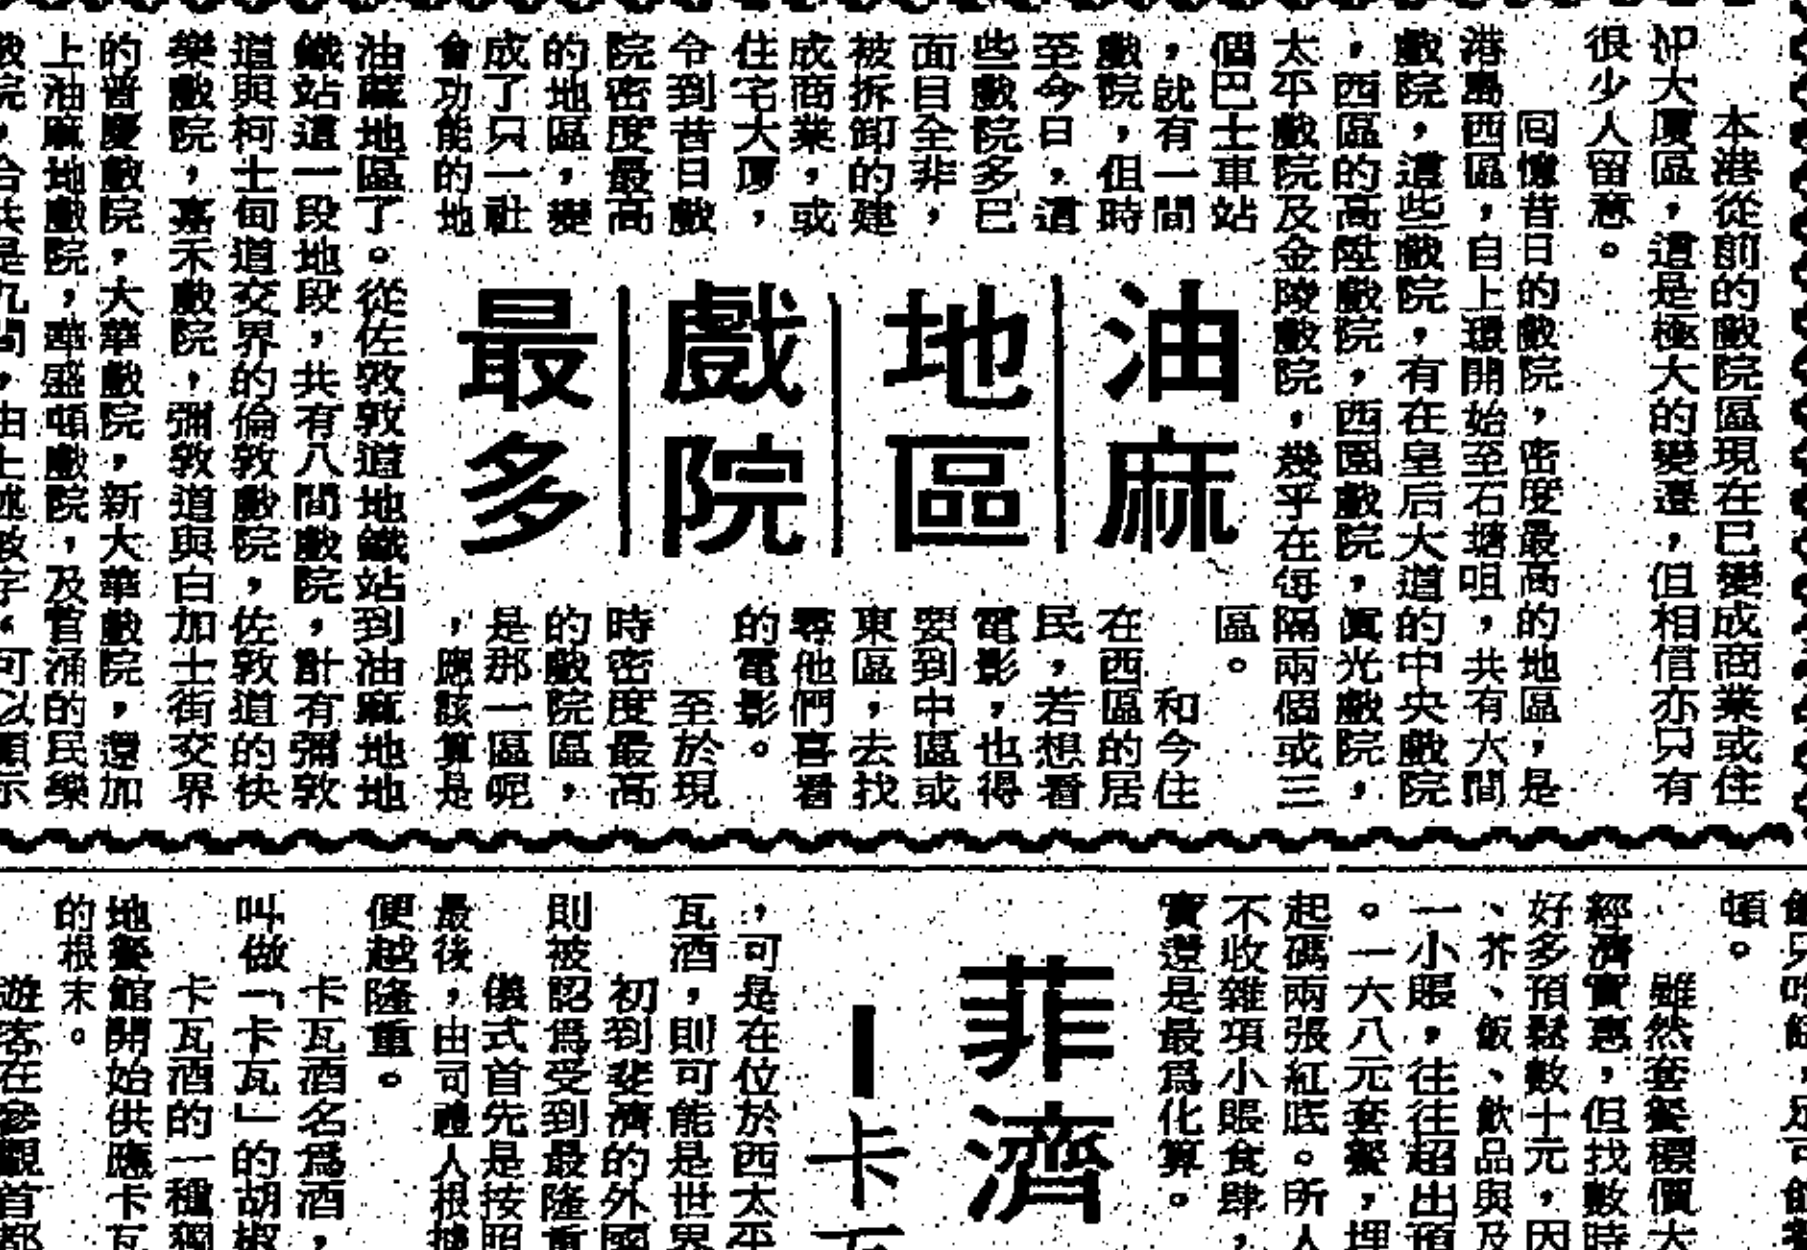 油麻地區戲院最多
本港從前的戲院區現在已變成商業或住
仰大厦區，這是極大的變遷，但相信亦只有
很少人留意。
回憶昔日的戲院，密度最高的地區，是
港島西區，自上環開始至石塘咀，共有六間
戲院，這些戲院，有在皇后大道的中央戲院
，西區的高陞戲院，西園戲院，眞光戲院，
太平戲院及金陵戲院，幾乎在每隔兩個或三
個巴士車站
，就有一間
戲院，但時
至今日，這
些戲院多已
面目全非，
被拆卸的建
成商業，或
住宅大厦，
令到昔日戲
院密度最高
的地區，變
成了只一社
會功能的地
區。
和今住
在西區的居
民，若想看
電影，也得
要到中區或
東區，去找
尋他們喜看
的電影。
至於現
時密度最高
的戲院區，
是那一區呢
，應該算是
油蔴地區了。從佐敦敦道地鐵站到油麻地地
鐵站這一段地段，共有八間戲院，計有彌敦
道與柯士甸道交界的倫敦戲院，佐敦道的快
樂戲院，嘉禾戲院，彌敦道與白加士街交界
的普慶戲院，大華戲院，新大華戲院，還加
上油麻地戲院，華盛頓戲院，及官涌的民樂
戲院，合共是九間，由上述數字，可以顯示
頓。
雖然套餐標價大
經濟實惠，但找數時
好多預鬆數十元，因
、芥、飯、飲品與及
一小賬，往往超出預
。一六八元套餐，埋
起碼兩張紅底。所
不收雜項小賬食肆，
實還是最爲化算。
菲濟
卡
，可是在位於西太平
瓦酒，則可能是世界
初到斐濟的外國
則被認爲受到最隆重
儀式首先是按照
最後，由司禮人根據
便越隆重。
卡瓦酒名爲酒，
叫做「卡瓦」的胡椒
卡瓦酒的一種獨
地餐館開始供應卡瓦
的根末。
遊客在參觀首都